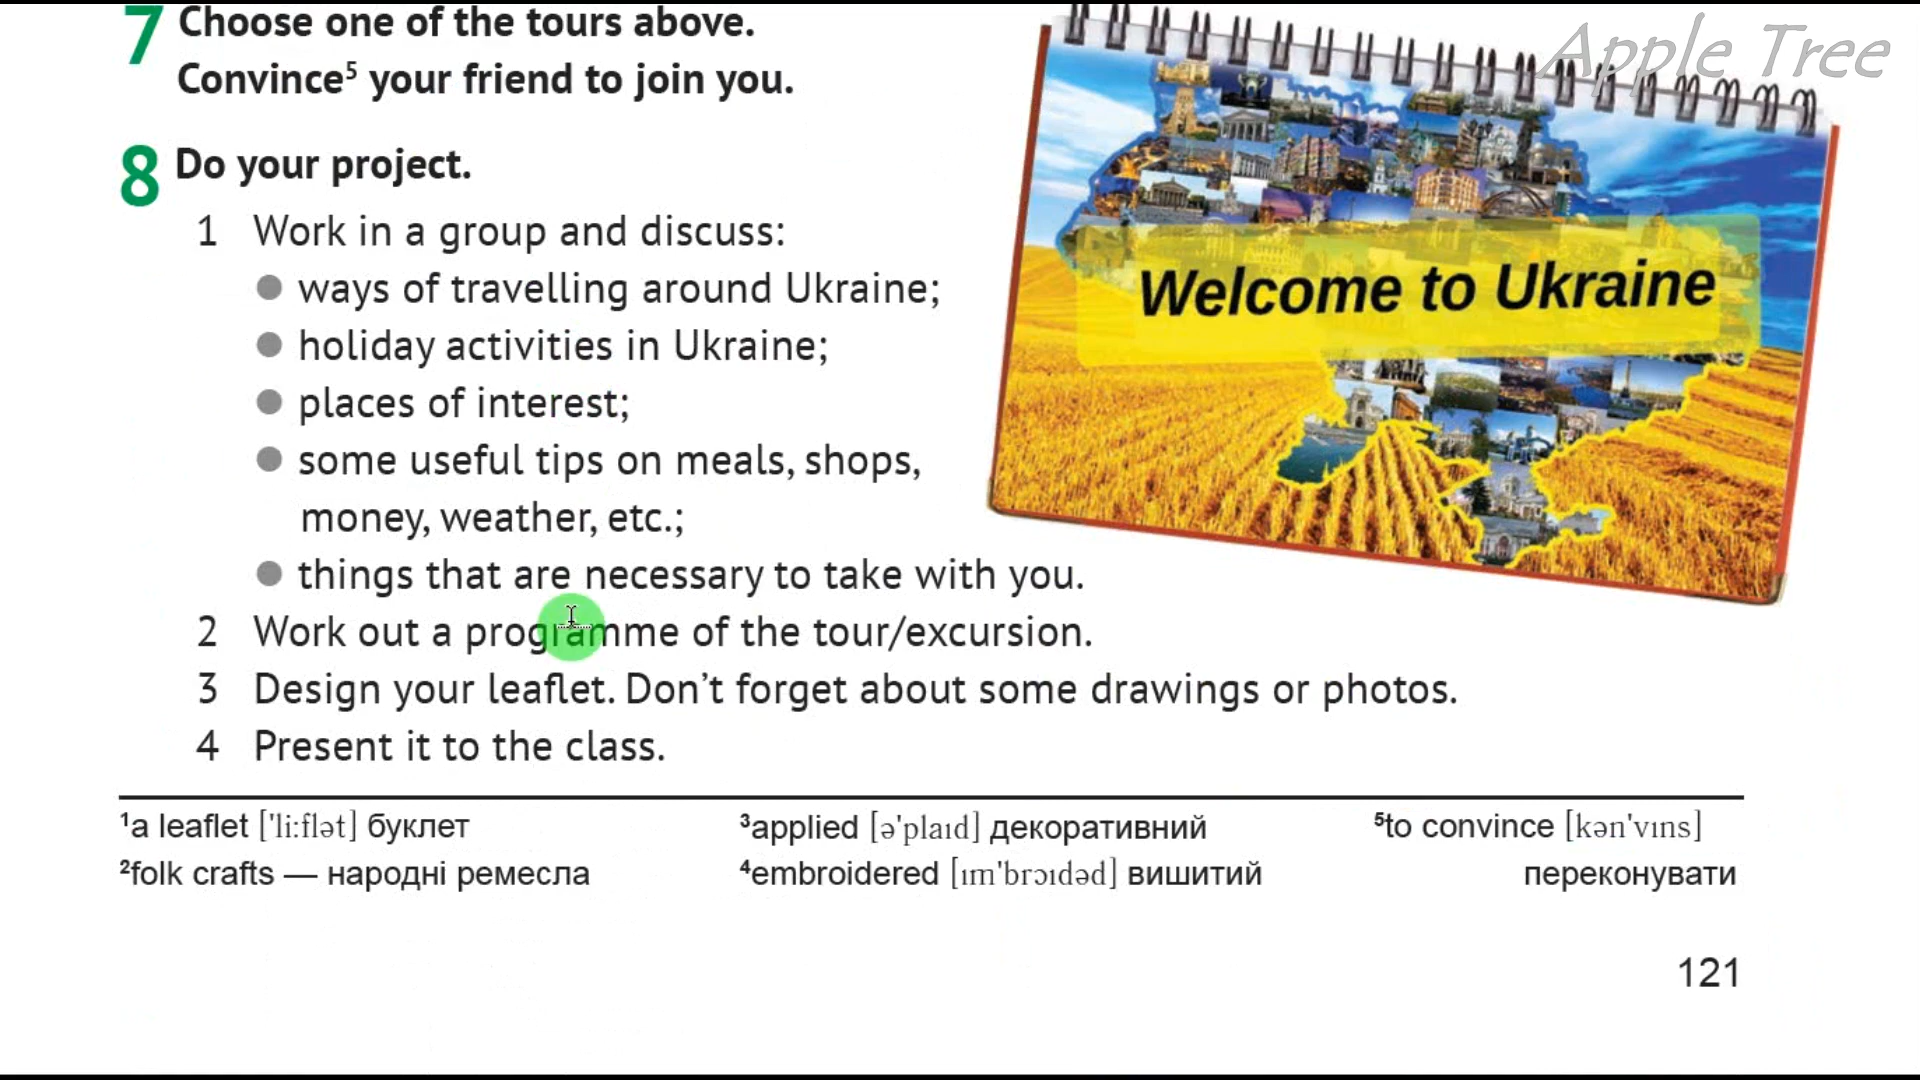 Apple Tree
7 Choose one of the tours above.
Convince⁵ your friend to join you.
Welcome to Ukraine
8 Do your project.
1 Work in a group and discuss:
● ways of travelling around Ukraine;
● holiday activities in Ukraine;
● places of interest;
● some useful tips on meals, shops,
money, weather, etc.;
● things that are necessary to take with you.
2 Work out a programme of the tour/excursion.
3 Design your leaflet. Don’t forget about some drawings or photos.
4 Present it to the class.
¹a leaflet ['li:flət] буклет
²folk crafts — народні ремесла
³applied [ə'plaɪd] декоративний
⁴embroidered [ɪm'brɔɪdəd] вишитий
⁵to convince [kən'vɪns]
переконувати
121